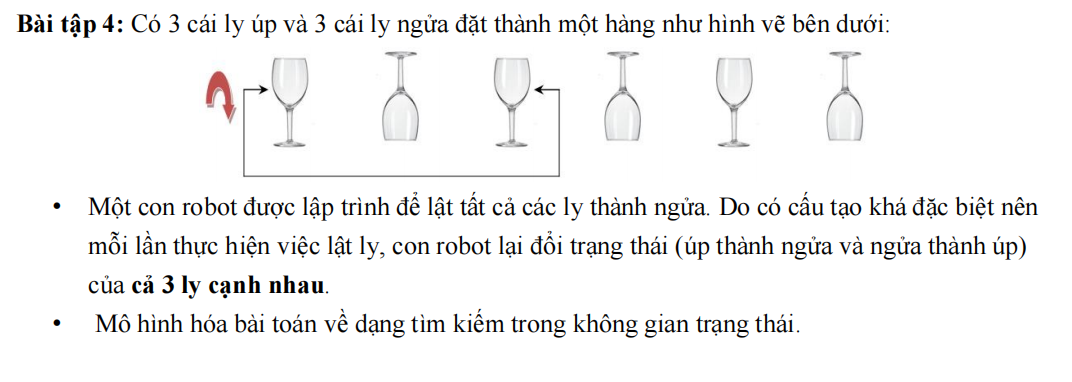 Bài tập 4: Có 3 cái ly úp và 3 cái ly ngửa đặt thành một hàng như hình vẽ bên dưới:
• Một con robot được lập trình để lật tất cả các ly thành ngửa. Do có cấu tạo khá đặc biệt nên
mỗi lần thực hiện việc lật ly, con robot lại đổi trạng thái (úp thành ngửa và ngửa thành úp)
của cả 3 ly cạnh nhau.
• Mô hình hóa bài toán về dạng tìm kiếm trong không gian trạng thái.